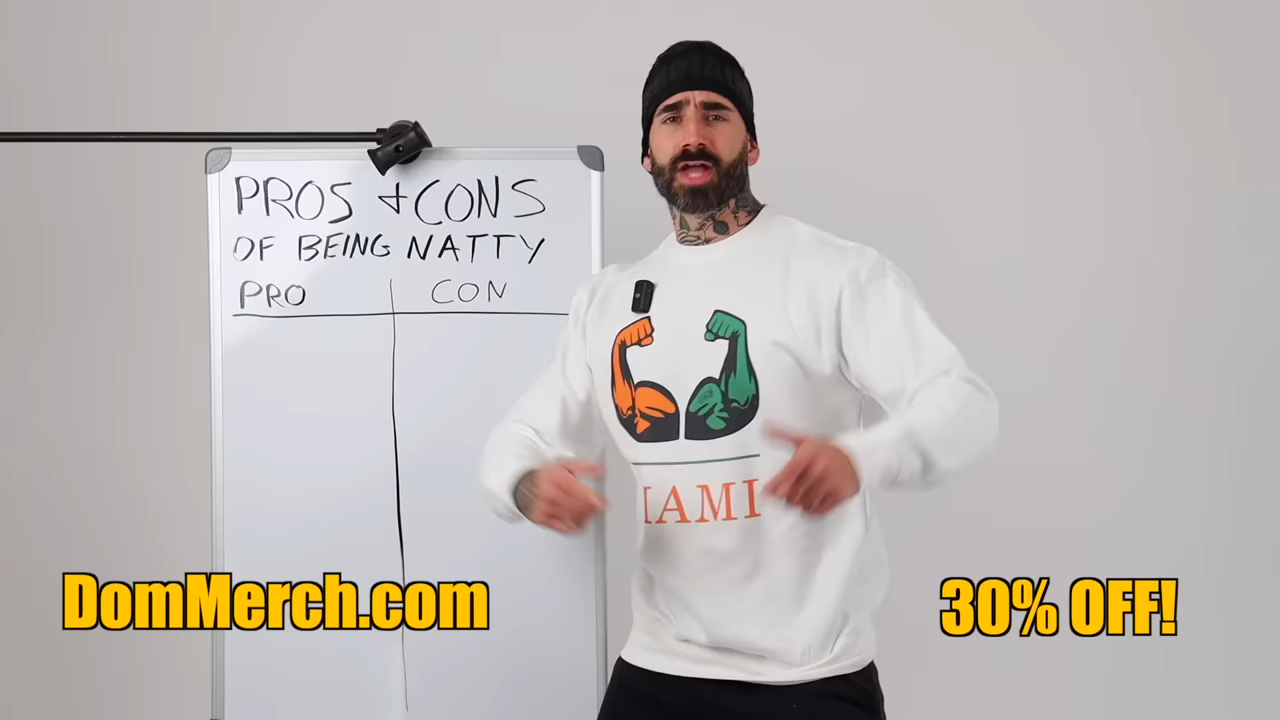 PROS + CONS
OF BEING NATTY
PRO CON
IAMI
DomMerch.com
30% OFF!